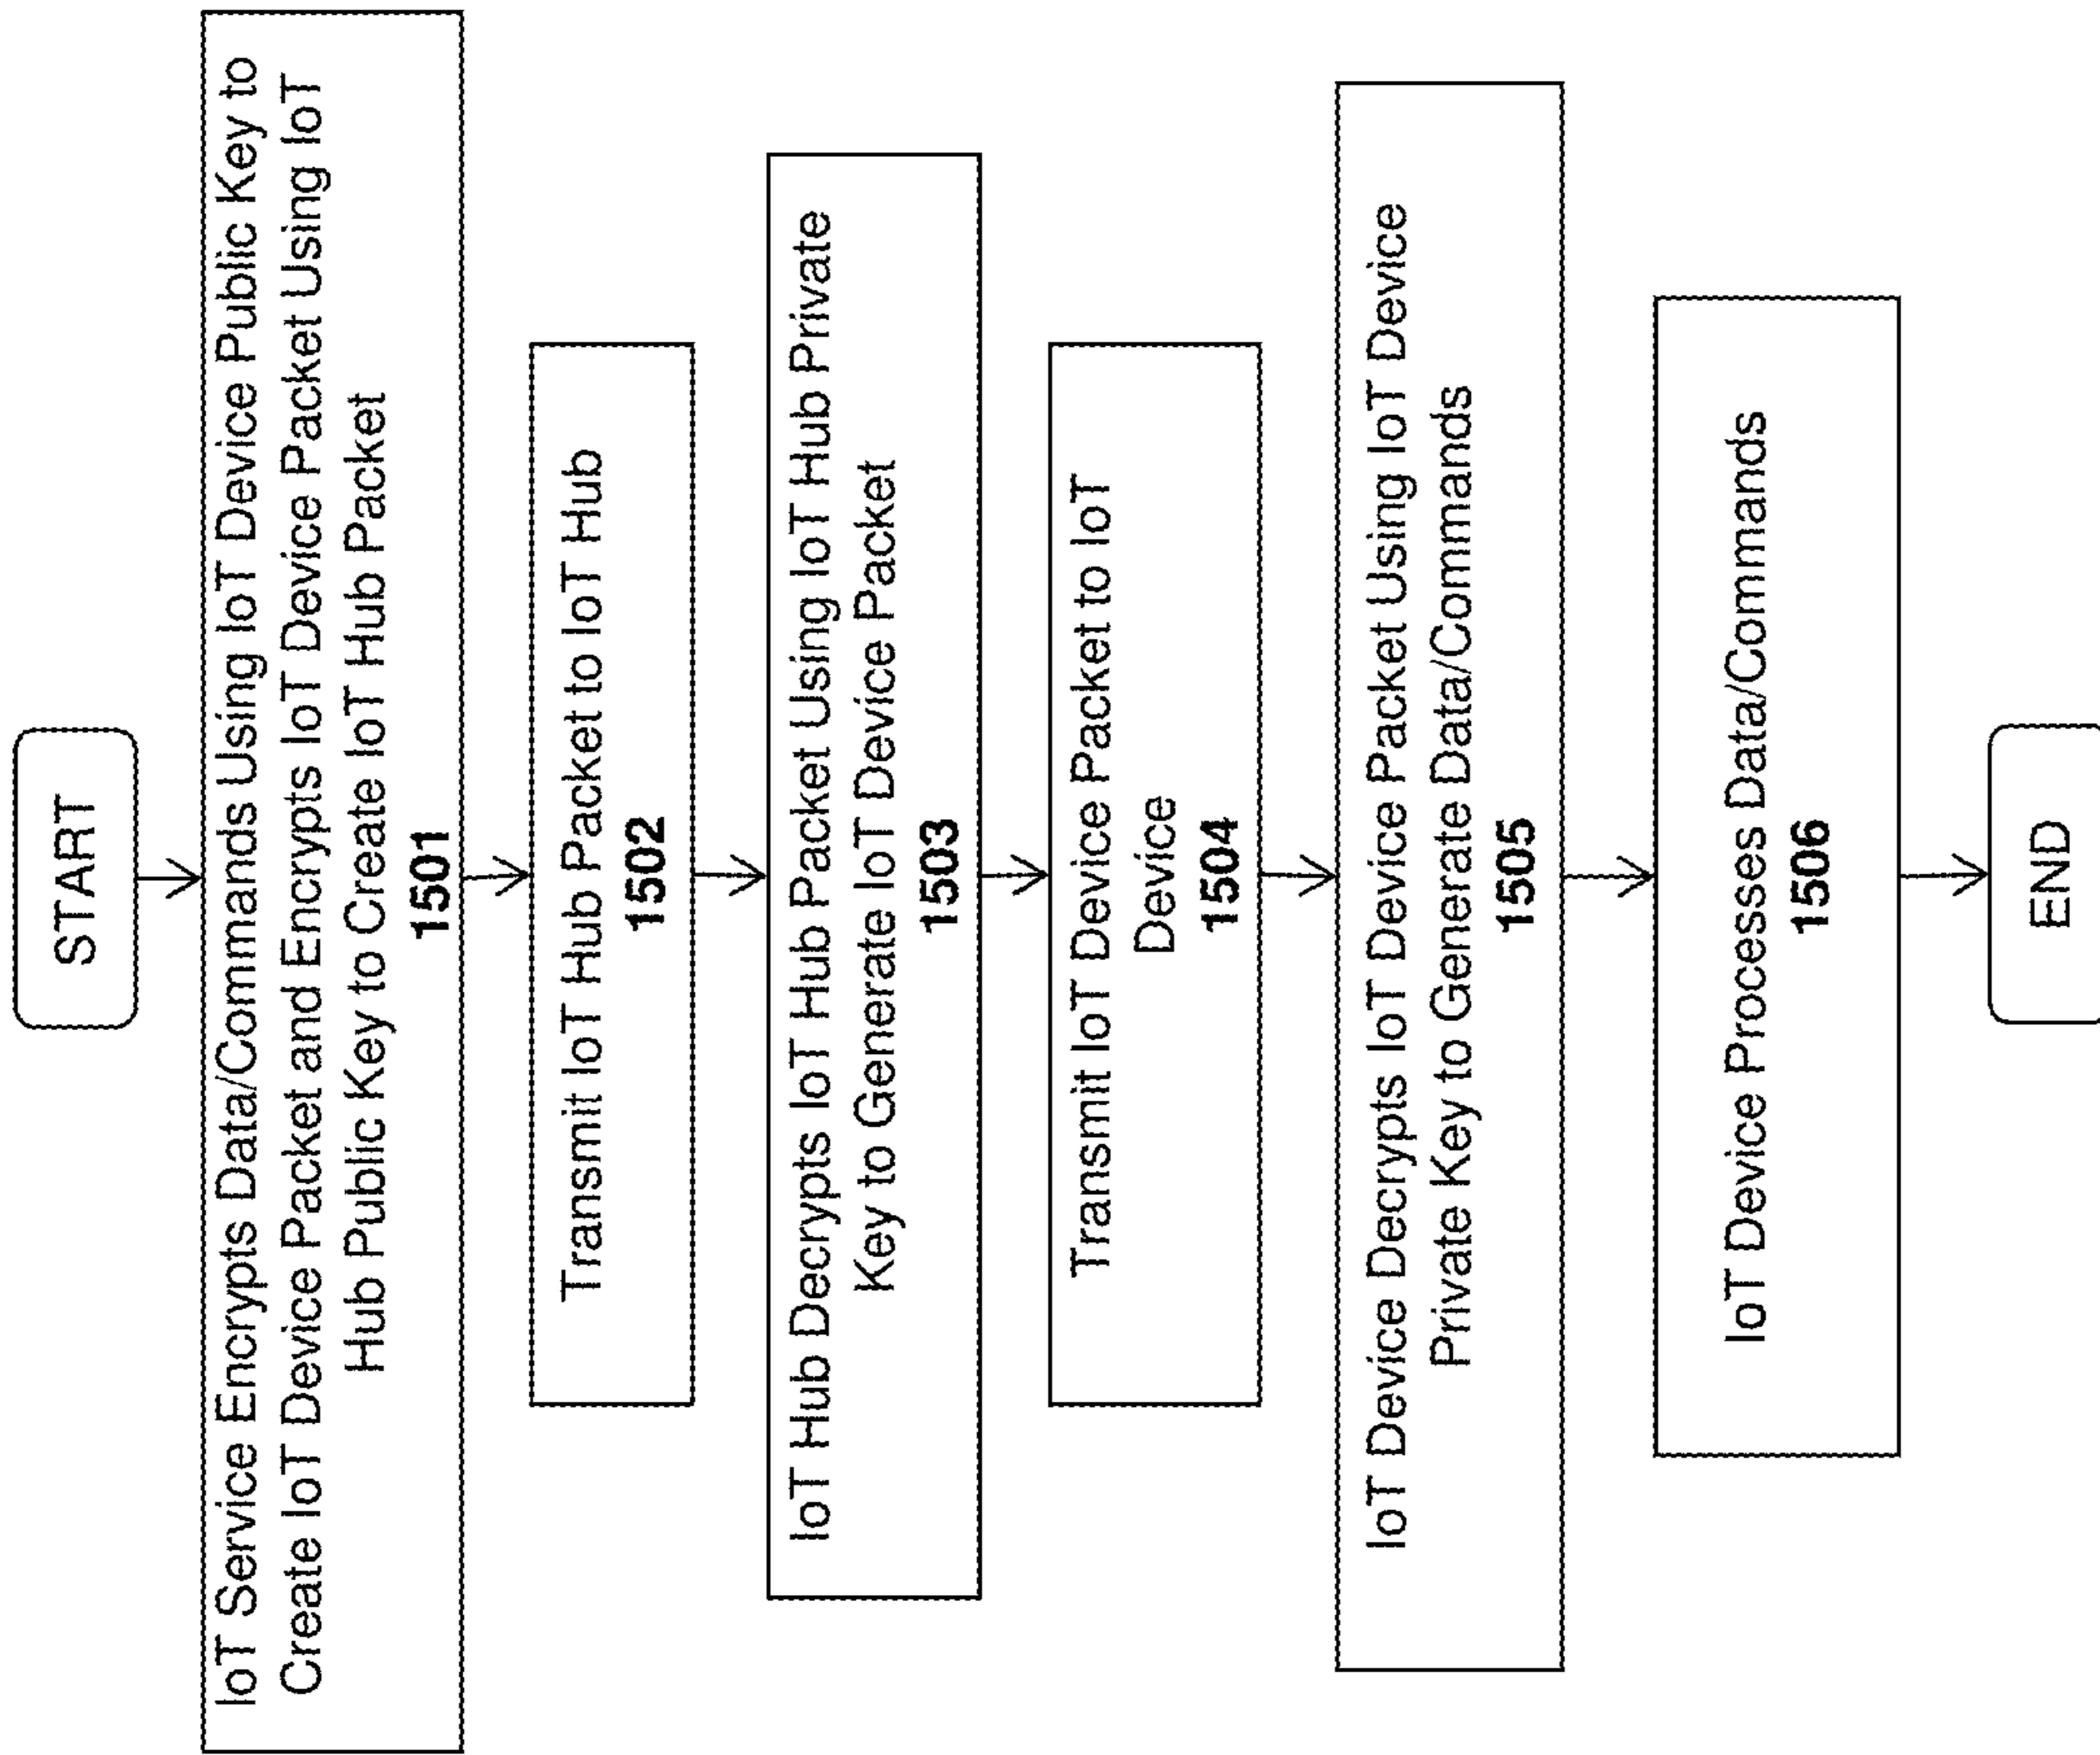 START
IoT Service Encrypts Data/Commands Using IoT Device Public Key to
Create IoT Device Packet and Encrypts IoT Device Packet Using IoT
Hub Public Key to Create IoT Hub Packet
1501
Transmit IoT Hub Packet to IoT Hub
1502
IoT Hub Decrypts IoT Hub Packet Using IoT Hub Private
Key to Generate IoT Device Packet
1503
Transmit IoT Device Packet to IoT
Device
1504
IoT Device Decrypts IoT Device Packet Using IoT Device
Private Key to Generate Data/Commands
1505
IoT Device Processes Data/Commands
1506
END